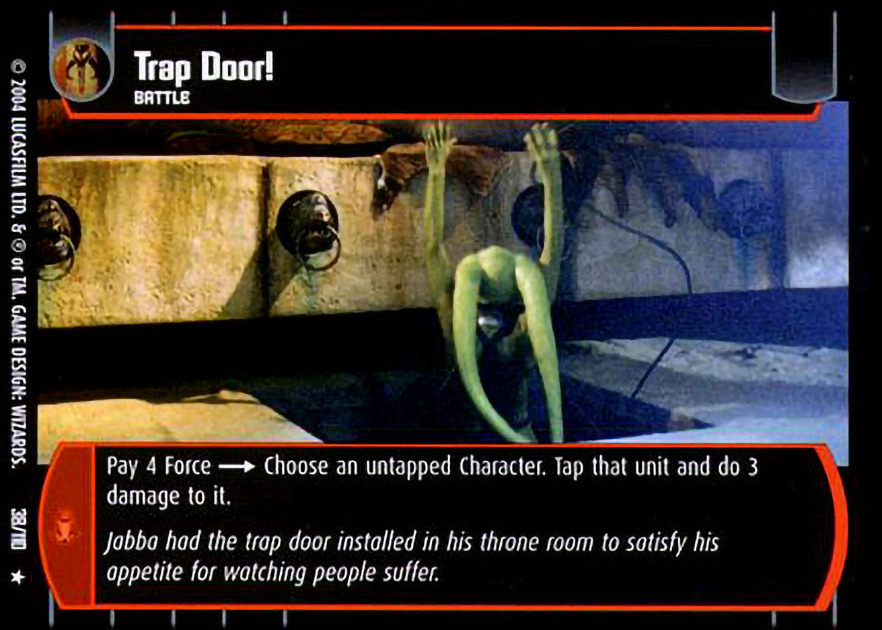 Trap Door!
BATTLE
Pay 4 Force → Choose an untapped Character. Tap that unit and do 3
damage to it.
Jabba had the trap door installed in his throne room to satisfy his
appetite for watching people suffer.
© 2004 LUCASFILM LTD. & ® or TM. GAME DESIGN: WIZARDS. 38/110 ★